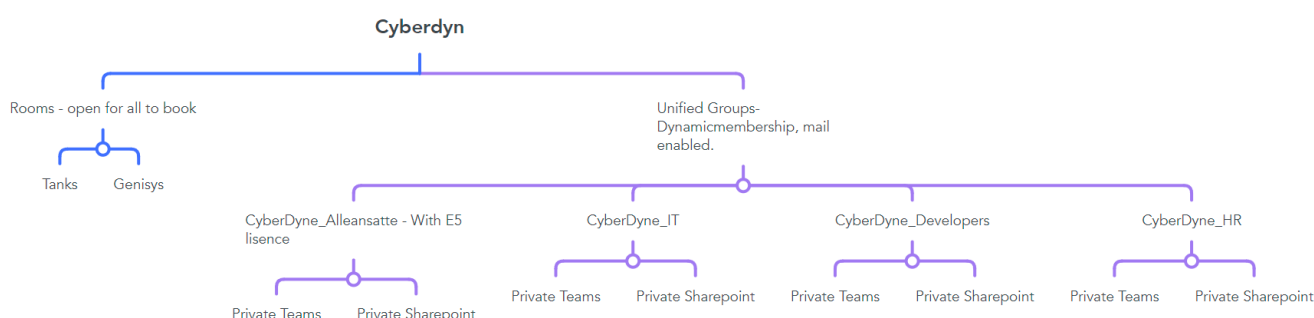 Cyberdyn
Rooms - open for all to book
Unified Groups-
Dynamicmembership, mail
enabled.
Tanks
Genisys
CyberDyne_Alleansatte - With E5
lisence
CyberDyne_IT
CyberDyne_Developers
CyberDyne_HR
Private Teams
Private Sharepoint
Private Teams
Private Sharepoint
Private Teams
Private Sharepoint
Private Teams
Private Sharepoint